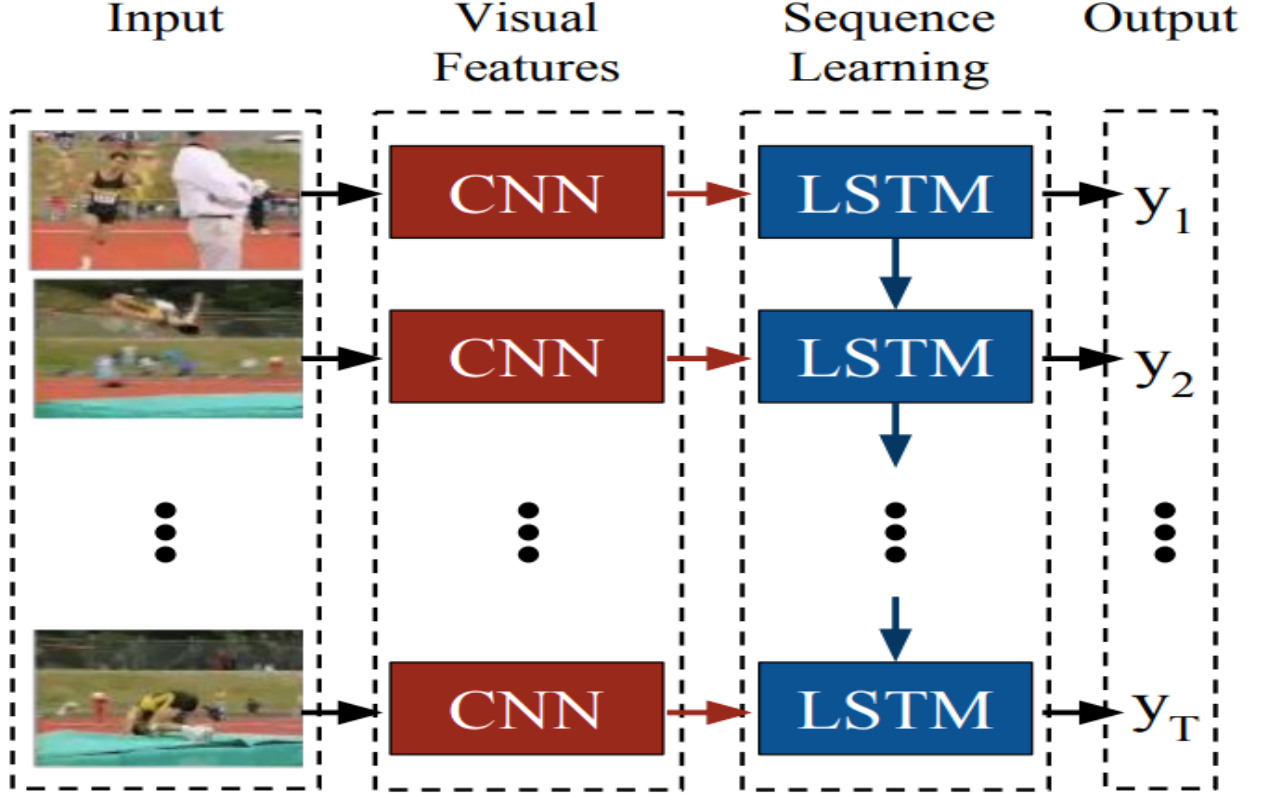 Input
Visual
Features
Sequence
Learning
Output
CNN
LSTM
y1
CNN
LSTM
y2
CNN
LSTM
yT